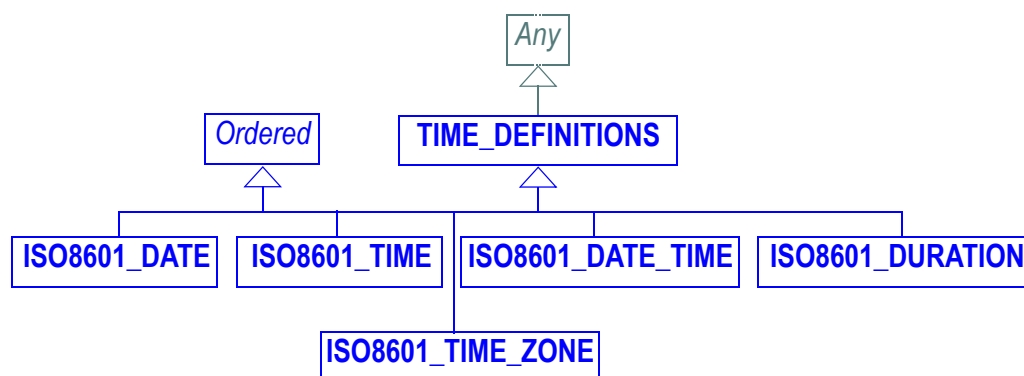 Any
Ordered
TIME_DEFINITIONS
ISO8601_DATE
ISO8601_TIME
ISO8601_DATE_TIME
ISO8601_DURATION
ISO8601_TIME_ZONE